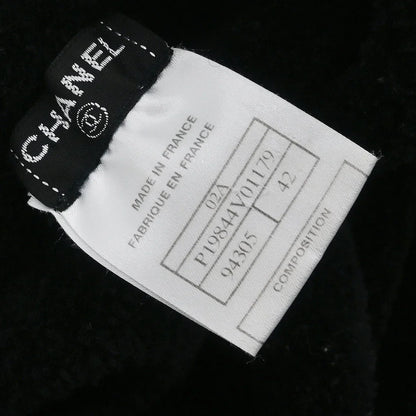 CHANEL
MADE IN FRANCE
FABRIQUE EN FRANCE
02A
P19844V01179
94305 42
COMPOSITION